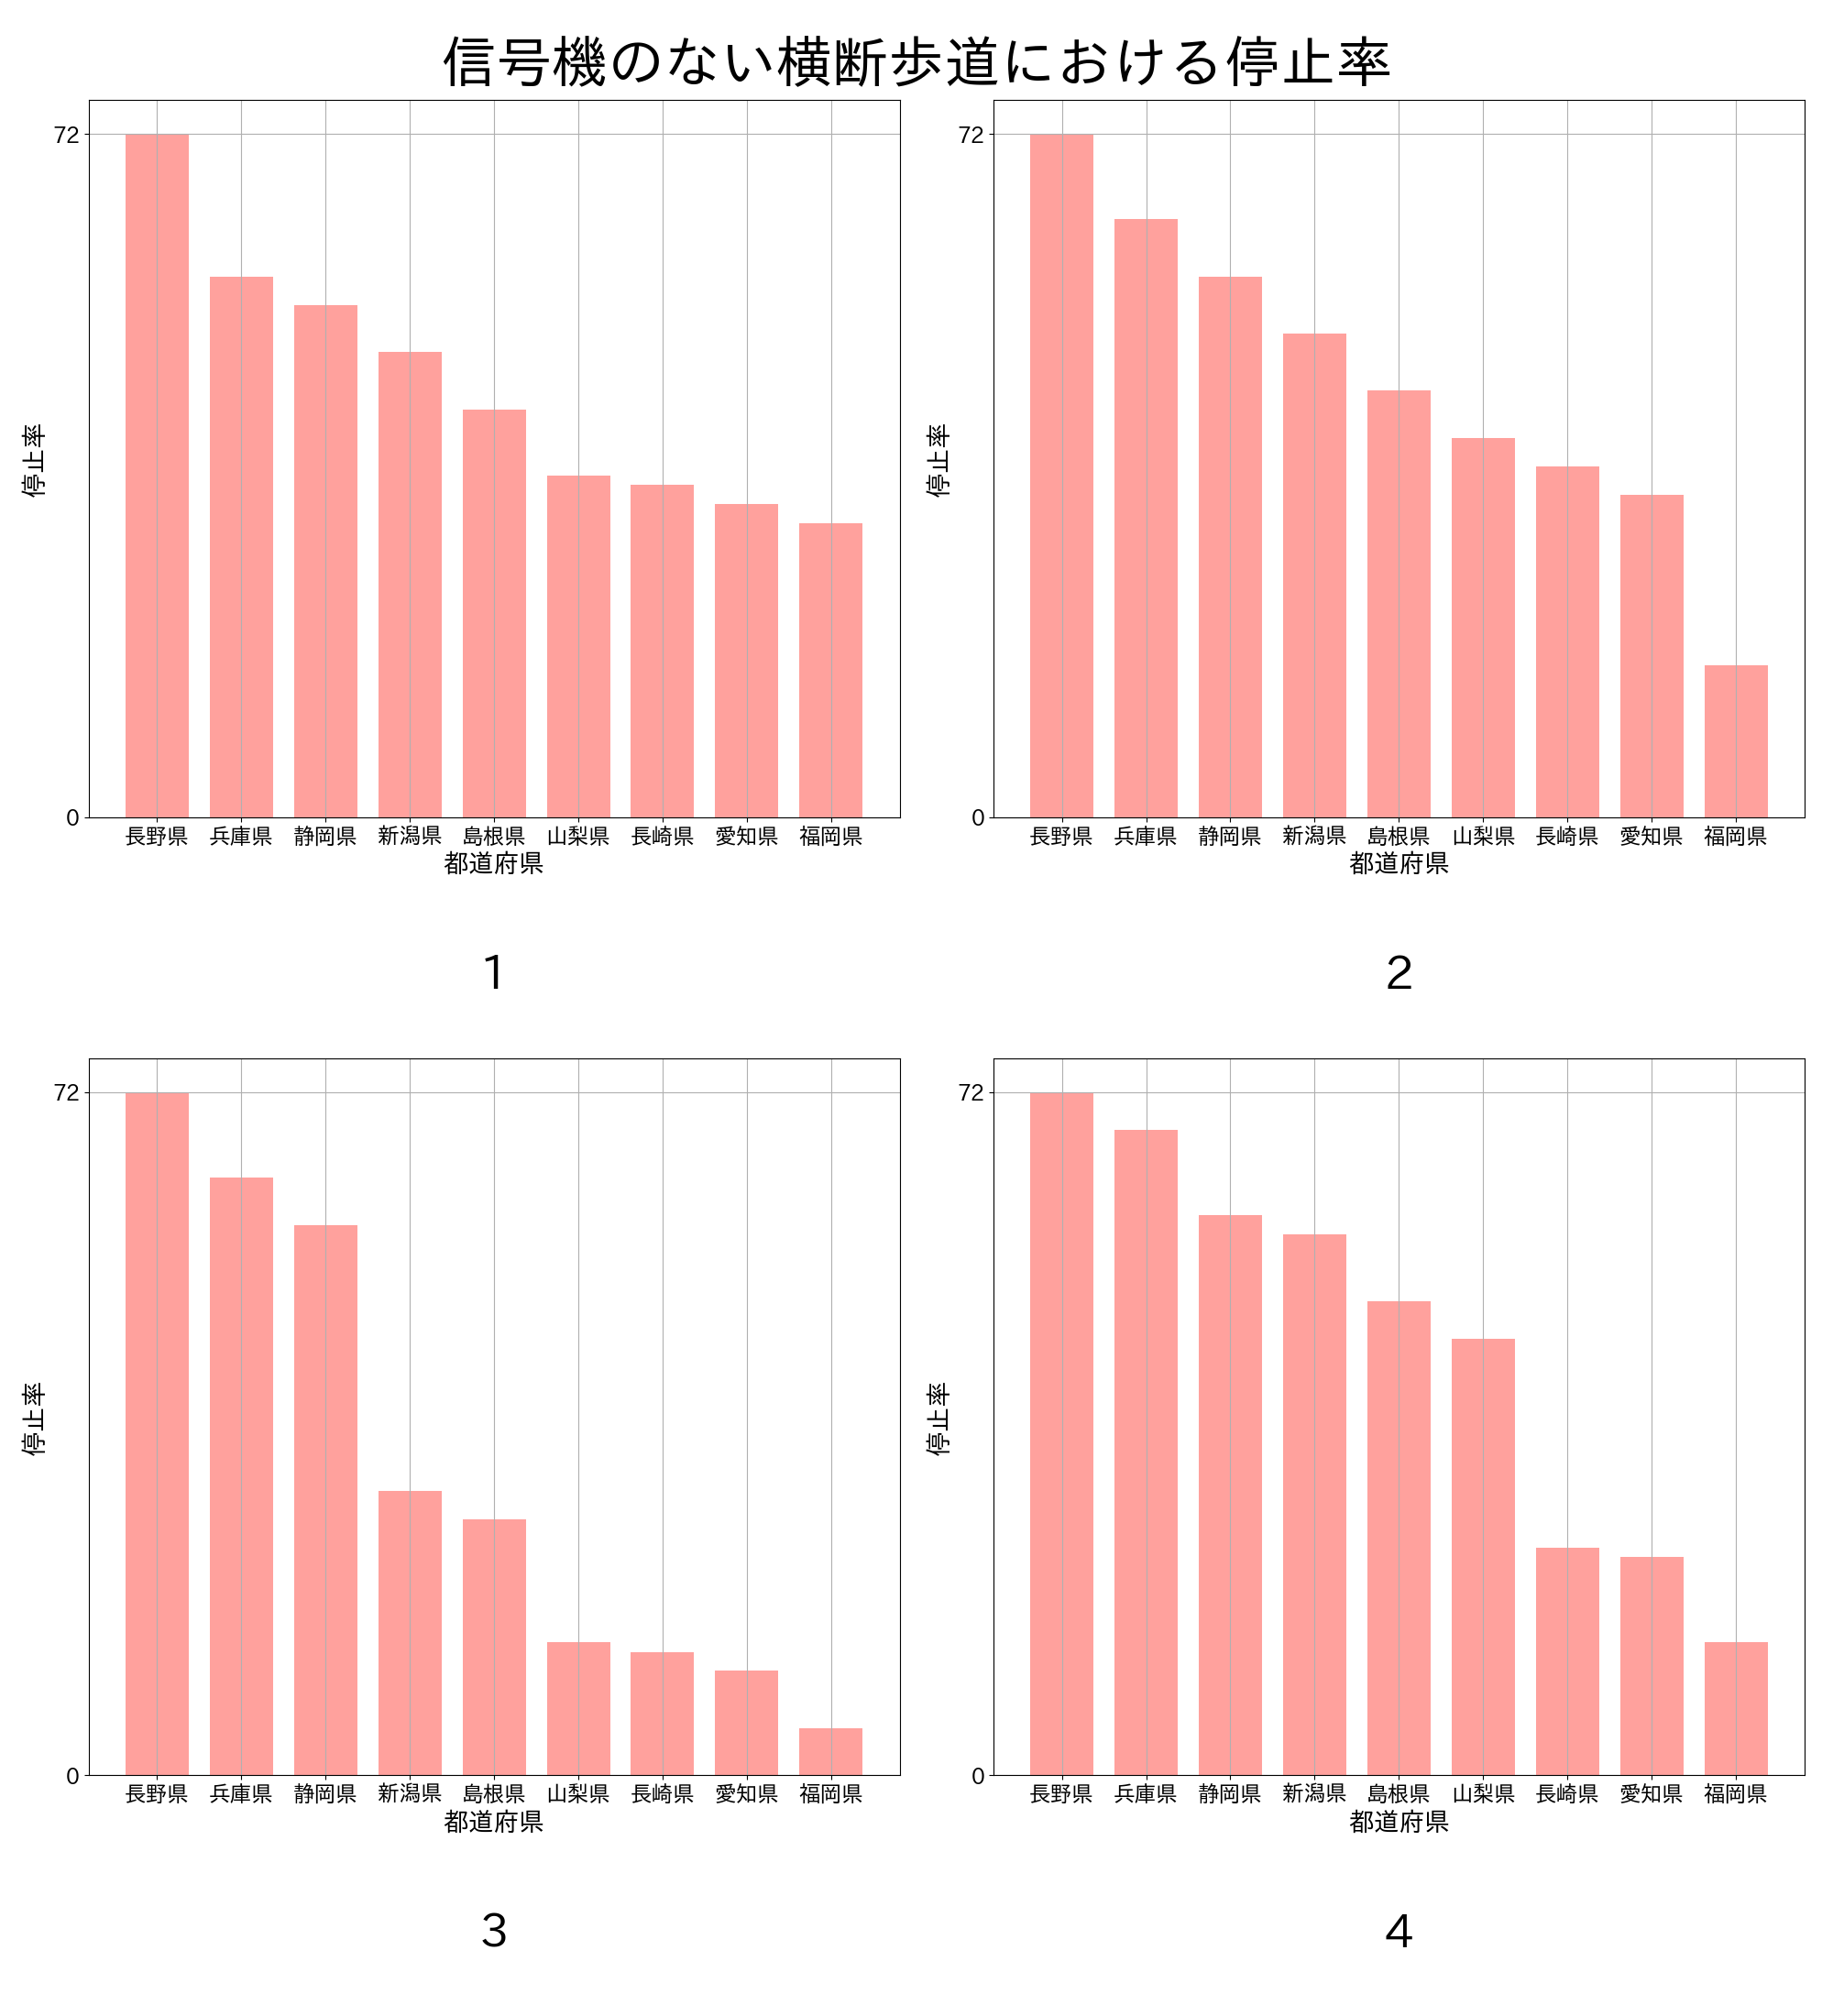 信号機のない横断歩道における停止率
72
停止率
0
長野県 兵庫県 静岡県 新潟県 島根県 山梨県 長崎県 愛知県 福岡県
都道府県
1
72
停止率
0
長野県 兵庫県 静岡県 新潟県 島根県 山梨県 長崎県 愛知県 福岡県
都道府県
2
72
停止率
0
長野県 兵庫県 静岡県 新潟県 島根県 山梨県 長崎県 愛知県 福岡県
都道府県
3
72
停止率
0
長野県 兵庫県 静岡県 新潟県 島根県 山梨県 長崎県 愛知県 福岡県
都道府県
4